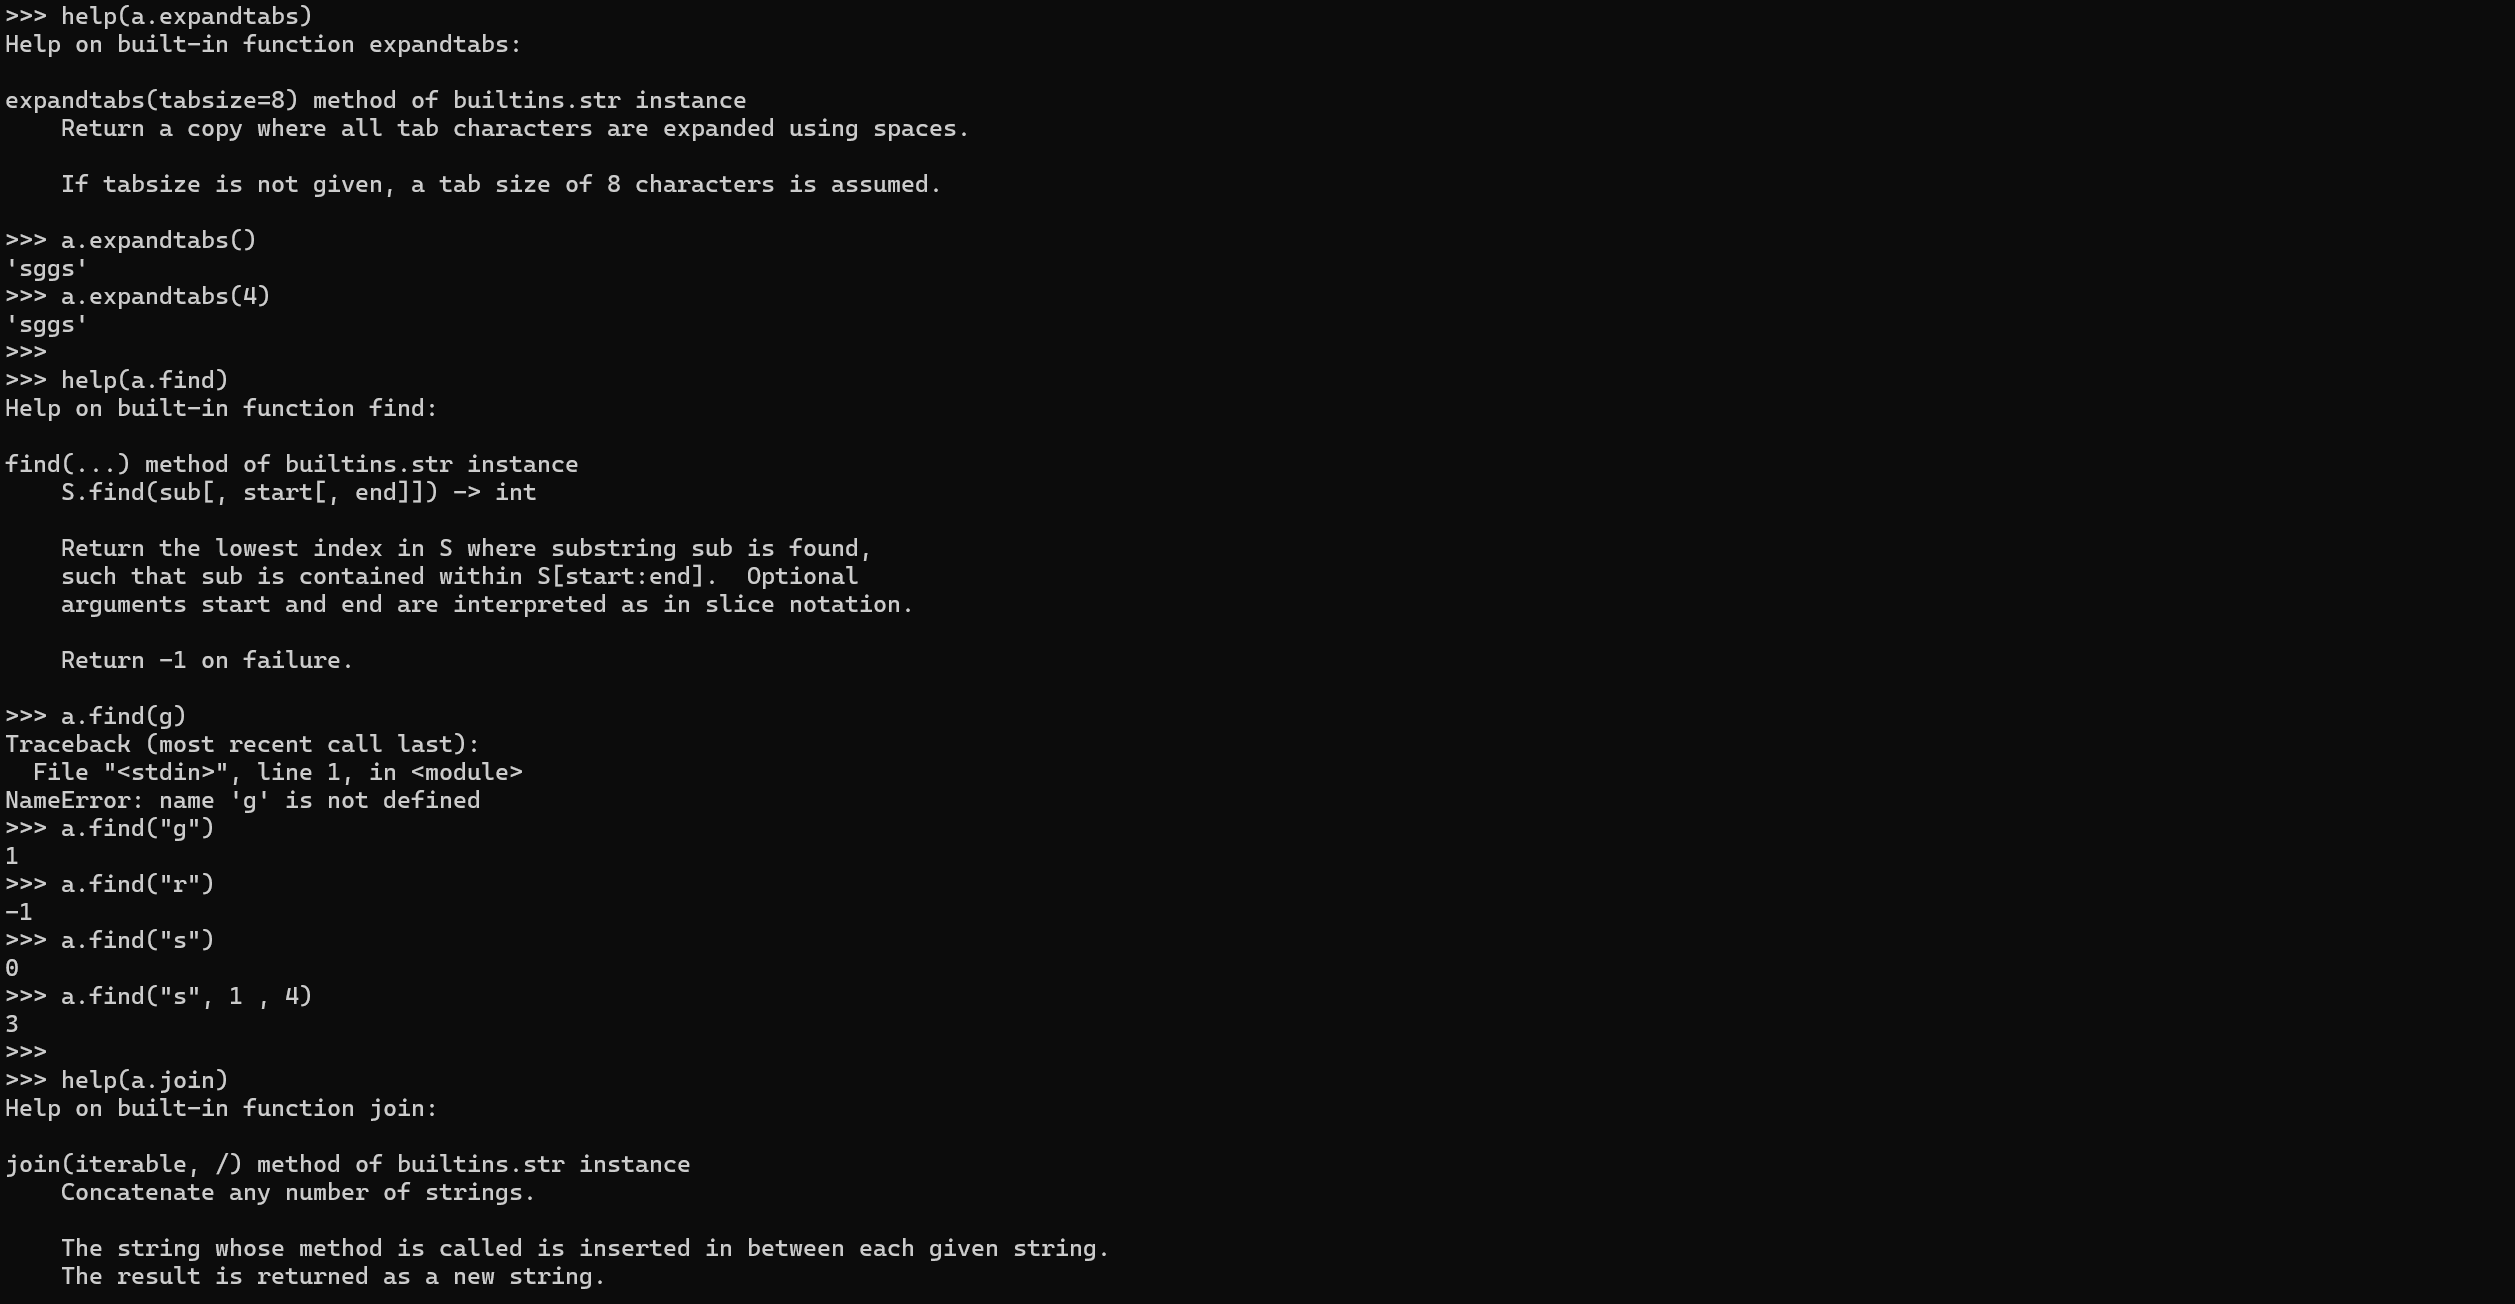 >>> help(a.expandtabs)
Help on built-in function expandtabs:

expandtabs(tabsize=8) method of builtins.str instance
    Return a copy where all tab characters are expanded using spaces.

    If tabsize is not given, a tab size of 8 characters is assumed.

>>> a.expandtabs()
'sggs'
>>> a.expandtabs(4)
'sggs'
>>>
>>> help(a.find)
Help on built-in function find:

find(...) method of builtins.str instance
    S.find(sub[, start[, end]]) -> int

    Return the lowest index in S where substring sub is found,
    such that sub is contained within S[start:end].  Optional
    arguments start and end are interpreted as in slice notation.

    Return -1 on failure.

>>> a.find(g)
Traceback (most recent call last):
  File "<stdin>", line 1, in <module>
NameError: name 'g' is not defined
>>> a.find("g")
1
>>> a.find("r")
-1
>>> a.find("s")
0
>>> a.find("s", 1 , 4)
3
>>>
>>> help(a.join)
Help on built-in function join:

join(iterable, /) method of builtins.str instance
    Concatenate any number of strings.

    The string whose method is called is inserted in between each given string.
    The result is returned as a new string.